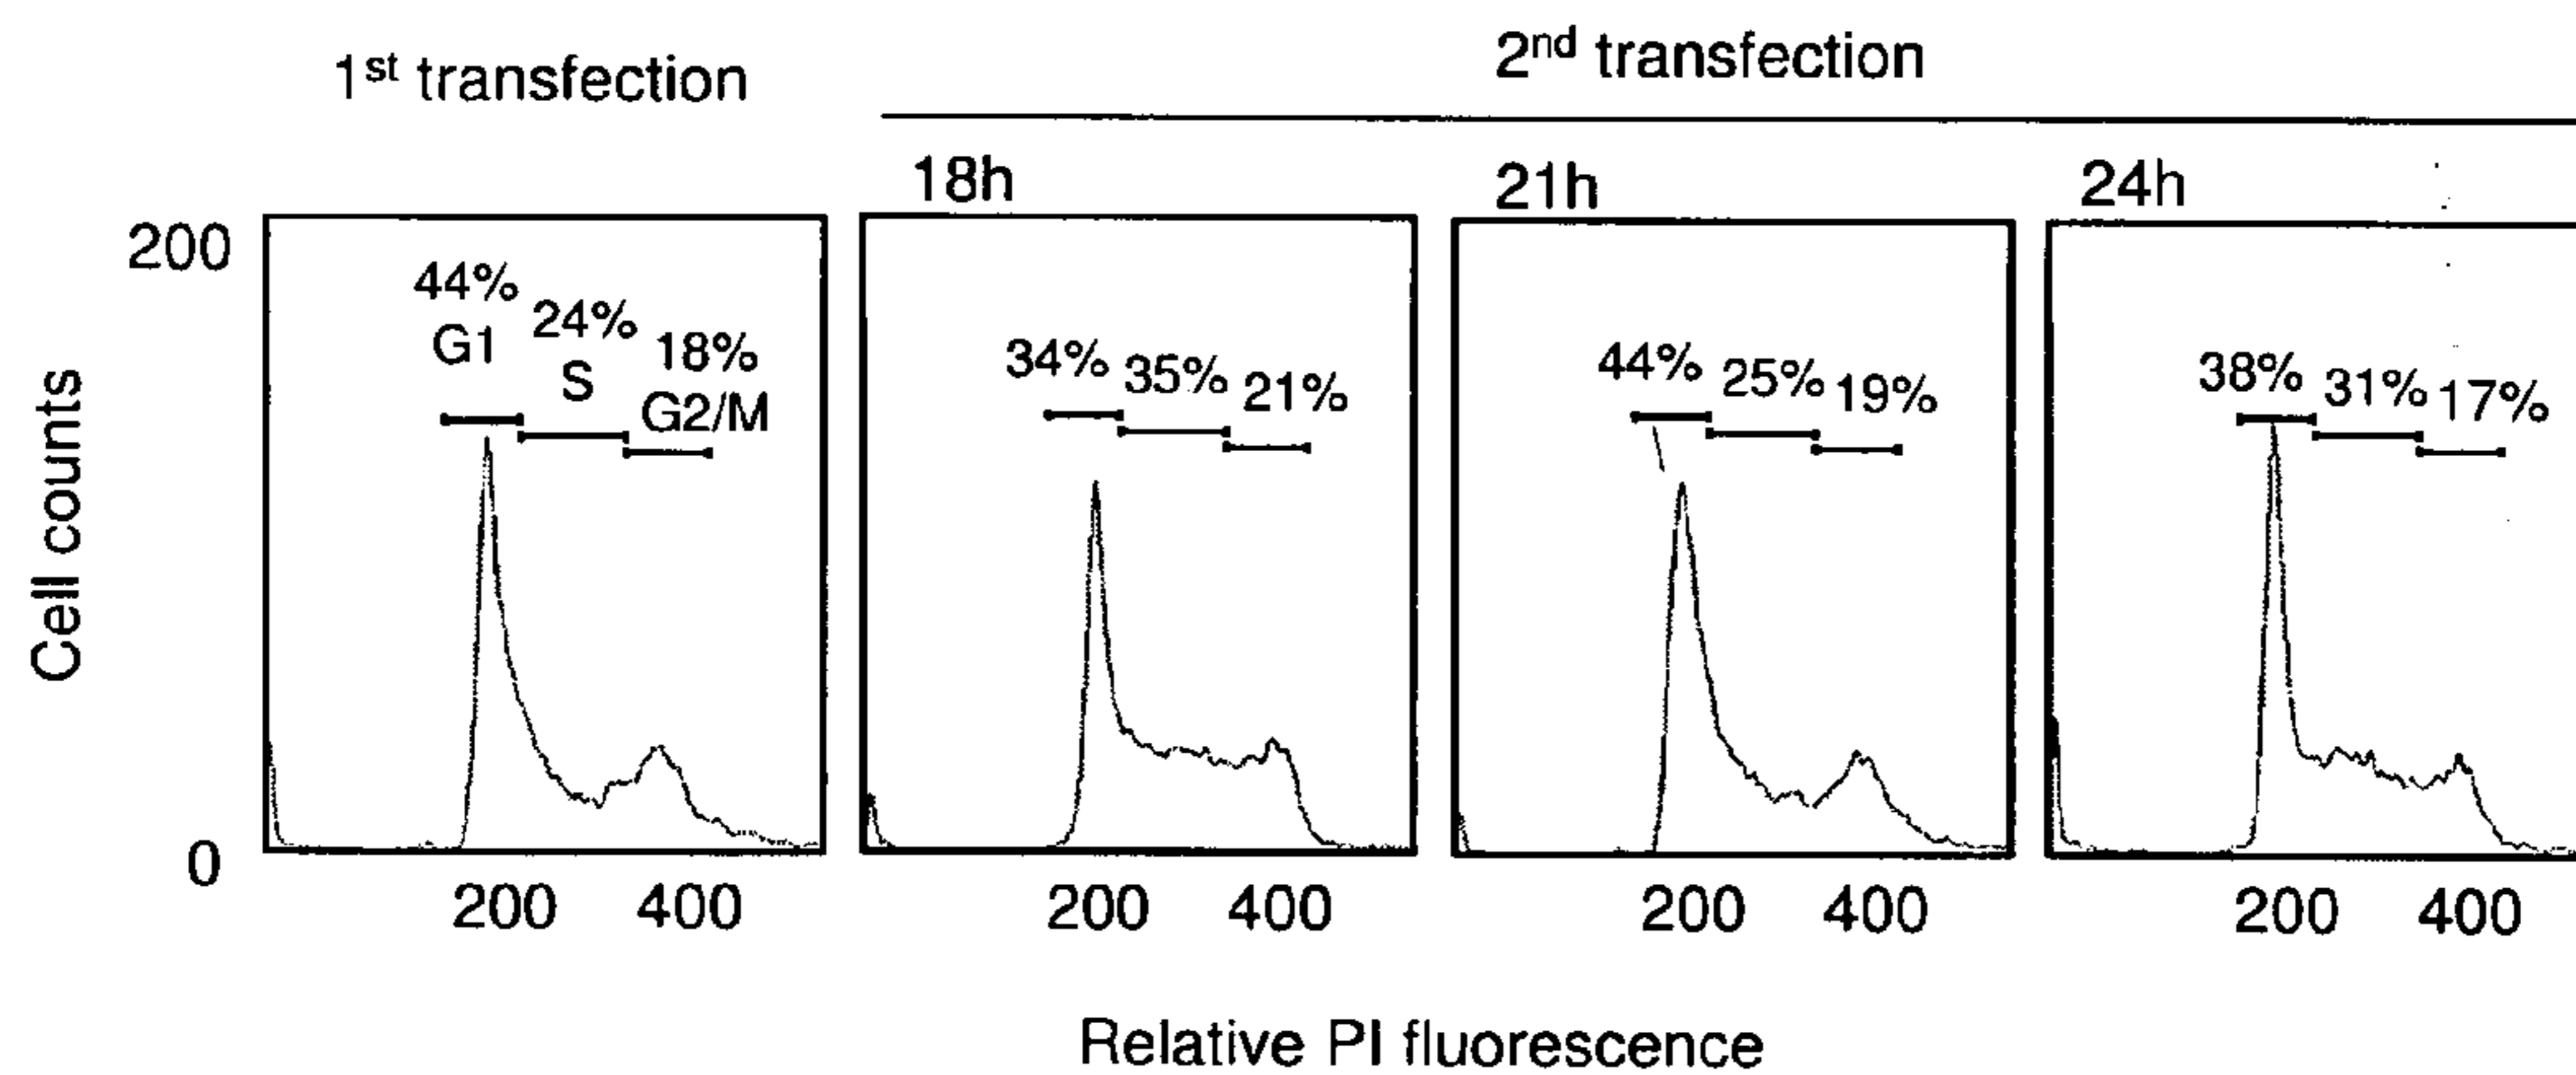 1st transfection
2nd transfection
18h
21h
24h
200
44%
24%
18%
G1
S
G2/M
34% 35% 21%
44% 25% 19%
38% 31% 17%
Cell counts
0
200 400
200 400
200 400
200 400
Relative PI fluorescence